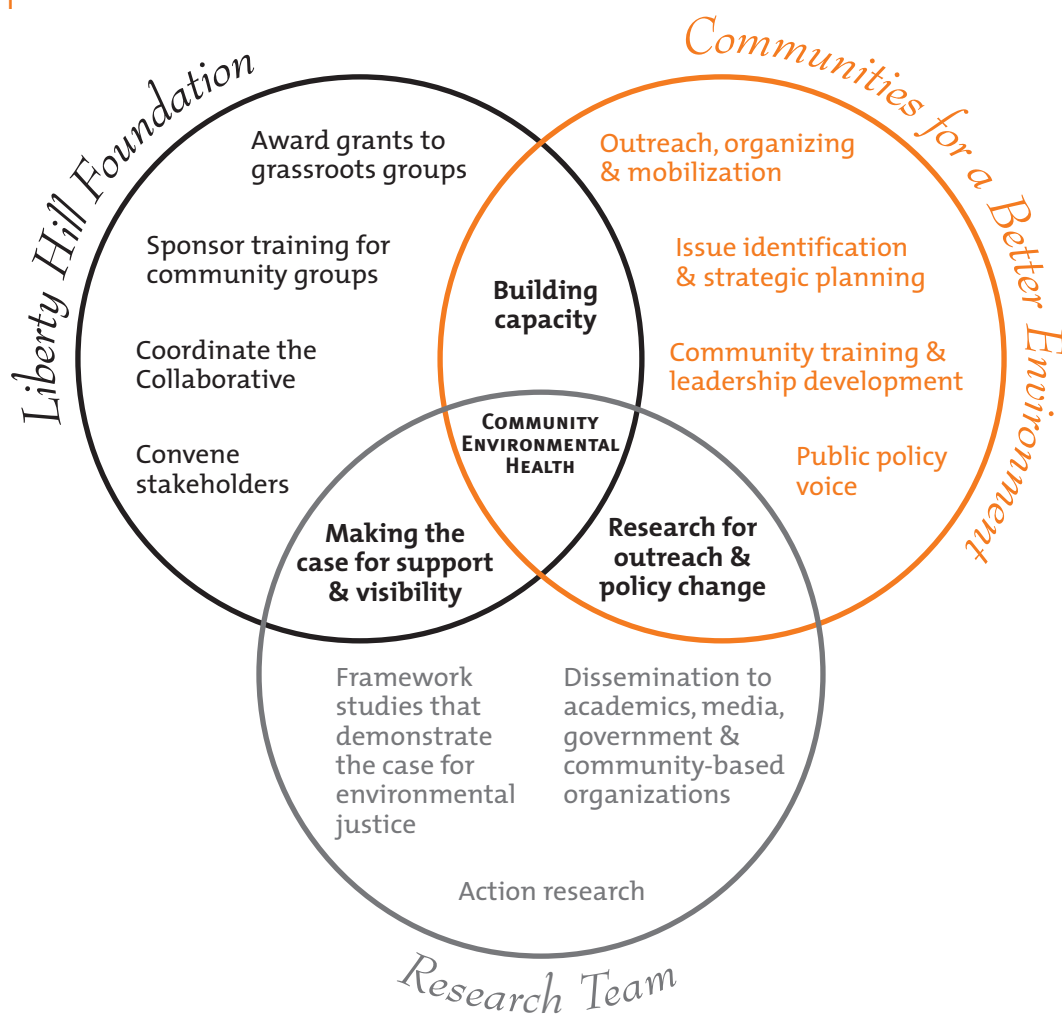 Liberty Hill Foundation
Communities for a Better Environment
Award grants to
grassroots groups
Sponsor training for
community groups
Coordinate the
Collaborative
Convene
stakeholders
Building
capacity
Outreach, organizing
& mobilization
Issue identification
& strategic planning
Community training &
leadership development
Public policy
voice
COMMUNITY
ENVIRONMENTAL
HEALTH
Making the
case for support
& visibility
Research for
outreach &
policy change
Framework
studies that
demonstrate
the case for
environmental
justice
Dissemination to
academics, media,
government &
community-based
organizations
Action research
Research Team